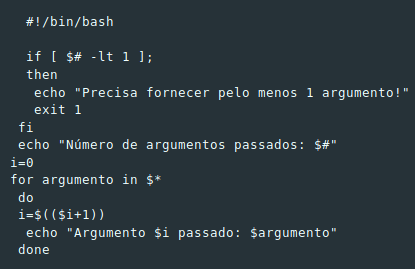 #!/bin/bash
if [ $# -lt 1 ];
then
echo "Precisa fornecer pelo menos 1 argumento!"
exit 1
fi
echo "Número de argumentos passados: $#"
i=0
for argumento in $*
do
i=$(($i+1))
echo "Argumento $i passado: $argumento"
done